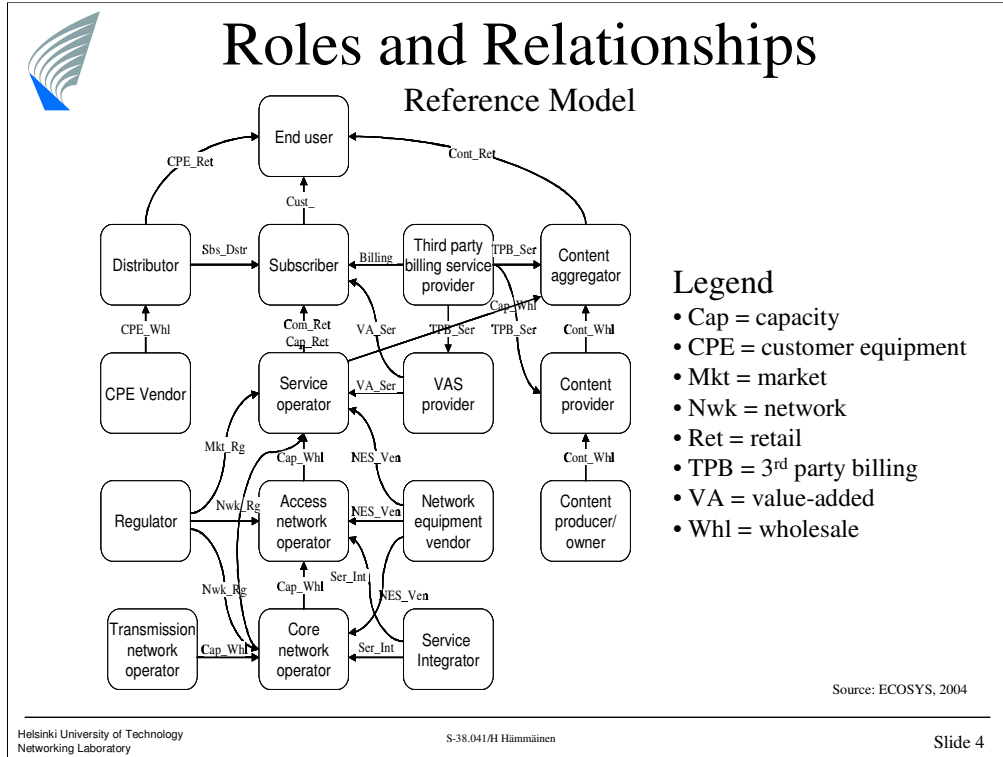 Roles and Relationships
Reference Model
End user
CPE_Ret
Cont_Ret
Cust_
Distributor
Sbs_Dstr
Subscriber
Billing
Third party
billing service
provider
TPB_Ser
Content
aggregator
CPE_Whl
Com_Ret
Cap_Ret
VA_Ser
TPB_Ser
Cap_Whl
TPB_Ser
Cont_Whl
CPE Vendor
Service
operator
VA_Ser
VAS
provider
Content
provider
Mkt_Rg
Cap_Whl
NES_Ven
Cont_Whl
Regulator
Nwk_Rg
Access
network
operator
NES_Ven
Network
equipment
vendor
Content
producer/
owner
Nwk_Rg
Cap_Whl
Ser_Int
NES_Ven
Transmission
network
operator
Cap_Whl
Core
network
operator
Ser_Int
Service
Integrator
Legend
• Cap = capacity
• CPE = customer equipment
• Mkt = market
• Nwk = network
• Ret = retail
• TPB = 3rd party billing
• VA = value-added
• Whl = wholesale
Source: ECOSYS, 2004
Helsinki University of Technology
Networking Laboratory
S-38.041/H Hämmäinen
Slide 4